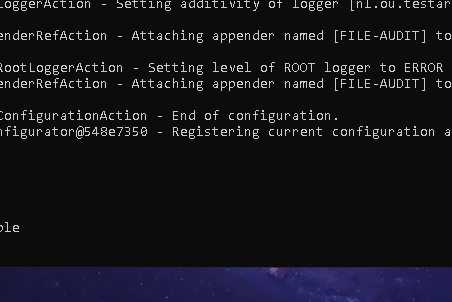 LoggerAction - Setting additivity of logger [nl.ou.testar
enderRefAction - Attaching appender named [FILE-AUDIT] to
RootLoggerAction - Setting level of ROOT logger to ERROR
enderRefAction - Attaching appender named [FILE-AUDIT] to
ConfigurationAction - End of configuration.
nfigurator@548e7350 - Registering current configuration a
ble